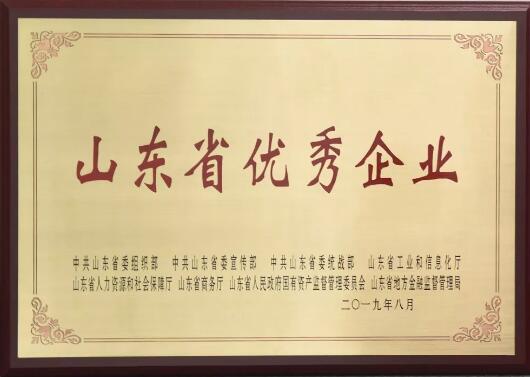 山东省优秀企业
中共山东省委组织部 中共山东省委宣传部 中共山东省委统战部 山东省工业和信息化厅
山东省人力资源和社会保障厅 山东省商务厅 山东省人民政府国有资产监督管理委员会 山东省地方金融监督管理局
二〇一九年八月